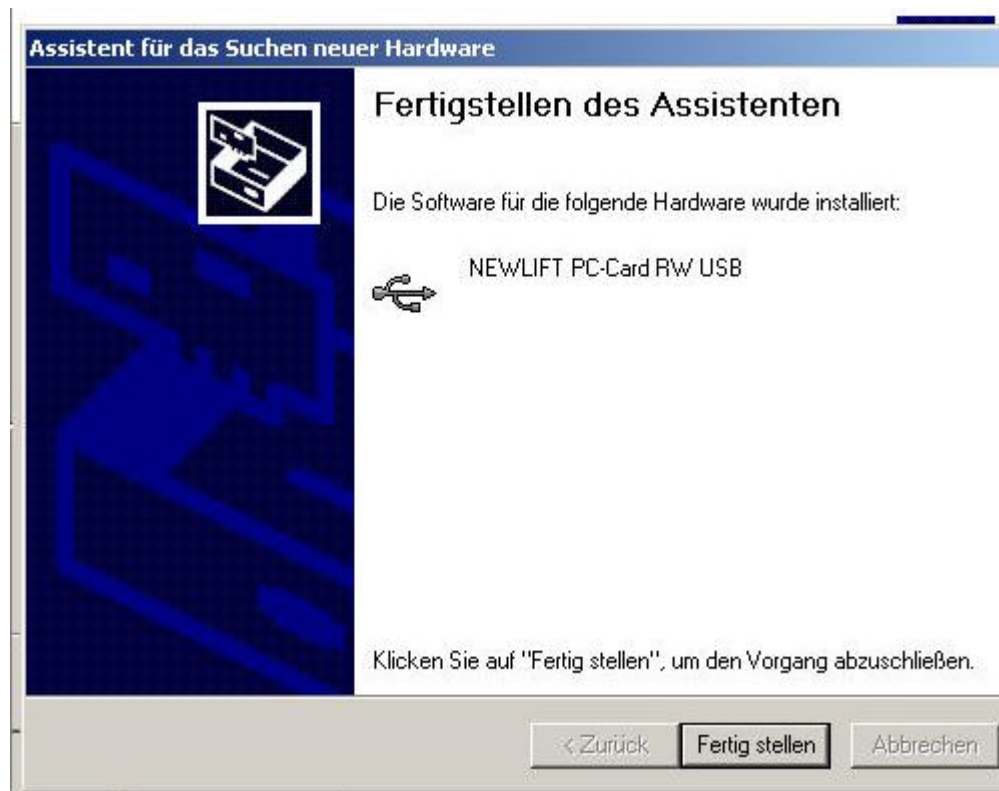 Assistent für das Suchen neuer Hardware
Fertigstellen des Assistenten
Die Software für die folgende Hardware wurde installiert:
NEWLIFT PC-Card RW USB
Klicken Sie auf "Fertig stellen", um den Vorgang abzuschließen.
< Zurück Fertig stellen Abbrechen